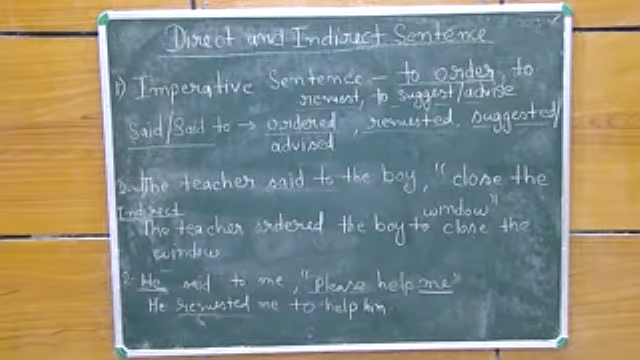 Direct and Indirect Sentence
1) Imperative Sentence - to order, to
request, to suggest/advise
Said/Said to → ordered, requested, suggested/
advised
The teacher said to the boy, "close the
window"
Indirect
The teacher ordered the boy to close the
window
2. He said to me, "Please help me"
He requested me to help him